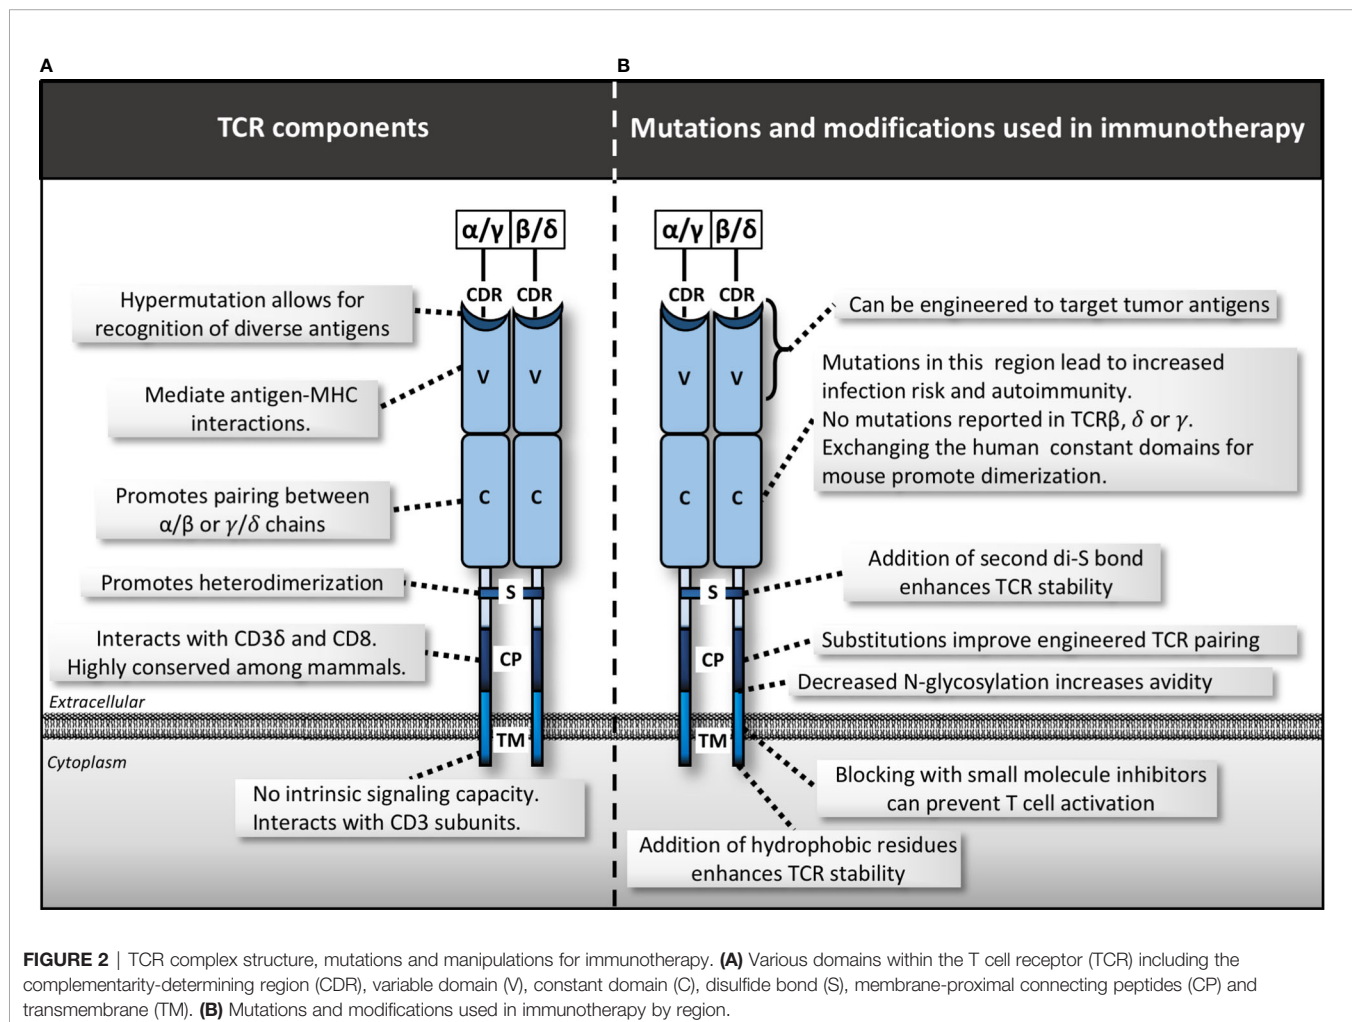 A
B
TCR components
Mutations and modifications used in immunotherapy
α/γ
β/δ
CDR
CDR
V
V
C
C
S
CP
TM
Hypermutation allows for
recognition of diverse antigens
Mediate antigen-MHC
interactions.
Promotes pairing between
α/β or γ/δ chains
Promotes heterodimerization
Interacts with CD3δ and CD8.
Highly conserved among mammals.
Extracellular
Cytoplasm
No intrinsic signaling capacity.
Interacts with CD3 subunits.
α/γ
β/δ
CDR
CDR
V
V
C
C
S
CP
TM
Can be engineered to target tumor antigens
Mutations in this region lead to increased
infection risk and autoimmunity.
No mutations reported in TCRβ, δ or γ.
Exchanging the human constant domains for
mouse promote dimerization.
Addition of second di-S bond
enhances TCR stability
Substitutions improve engineered TCR pairing
Decreased N-glycosylation increases avidity
Blocking with small molecule inhibitors
can prevent T cell activation
Addition of hydrophobic residues
enhances TCR stability
FIGURE 2 | TCR complex structure, mutations and manipulations for immunotherapy. (A) Various domains within the T cell receptor (TCR) including the
complementarity-determining region (CDR), variable domain (V), constant domain (C), disulfide bond (S), membrane-proximal connecting peptides (CP) and
transmembrane (TM). (B) Mutations and modifications used in immunotherapy by region.